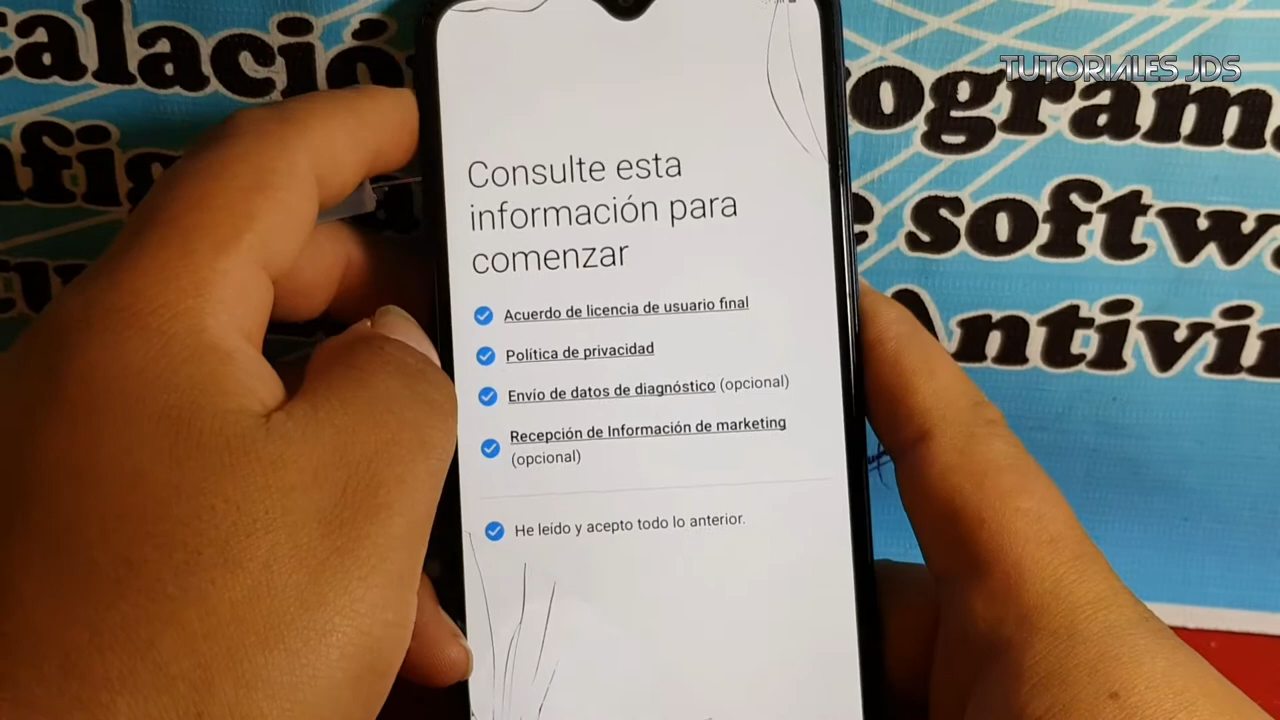 TUTORIALES JDS
Consulte esta
información para
comenzar
Acuerdo de licencia de usuario final
Política de privacidad
Envío de datos de diagnóstico (opcional)
Recepción de Información de marketing
(opcional)
He leído y acepto todo lo anterior.